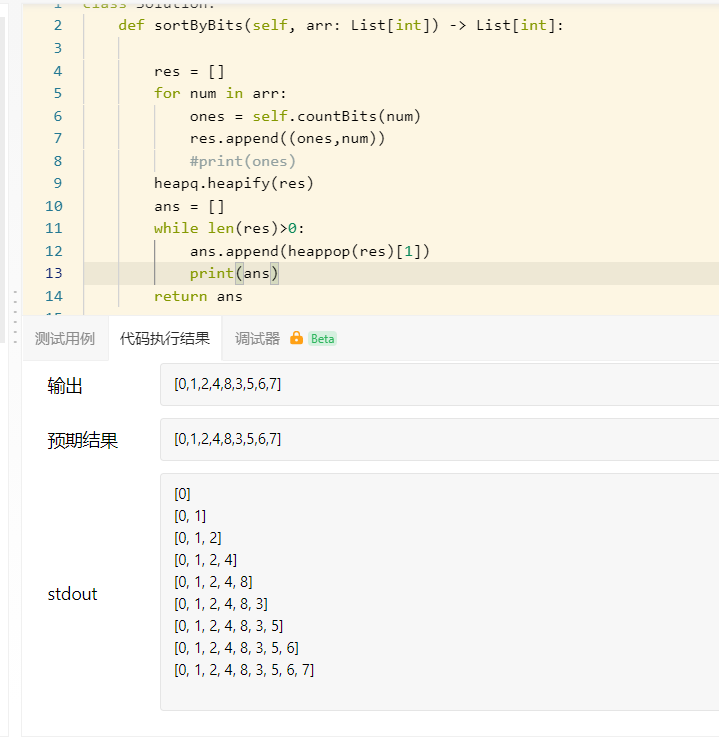 1 class Solution:
2 def sortByBits(self, arr: List[int]) -> List[int]:
3
4 res = []
5 for num in arr:
6 ones = self.countBits(num)
7 res.append((ones,num))
8 #print(ones)
9 heapq.heapify(res)
10 ans = []
11 while len(res)>0:
12 ans.append(heappop(res)[1])
13 print(ans)
14 return ans
15
测试用例 代码执行结果 调试器 Beta
输出 [0,1,2,4,8,3,5,6,7]
预期结果 [0,1,2,4,8,3,5,6,7]
[0]
[0, 1]
[0, 1, 2]
[0, 1, 2, 4]
[0, 1, 2, 4, 8]
stdout [0, 1, 2, 4, 8, 3]
[0, 1, 2, 4, 8, 3, 5]
[0, 1, 2, 4, 8, 3, 5, 6]
[0, 1, 2, 4, 8, 3, 5, 6, 7]